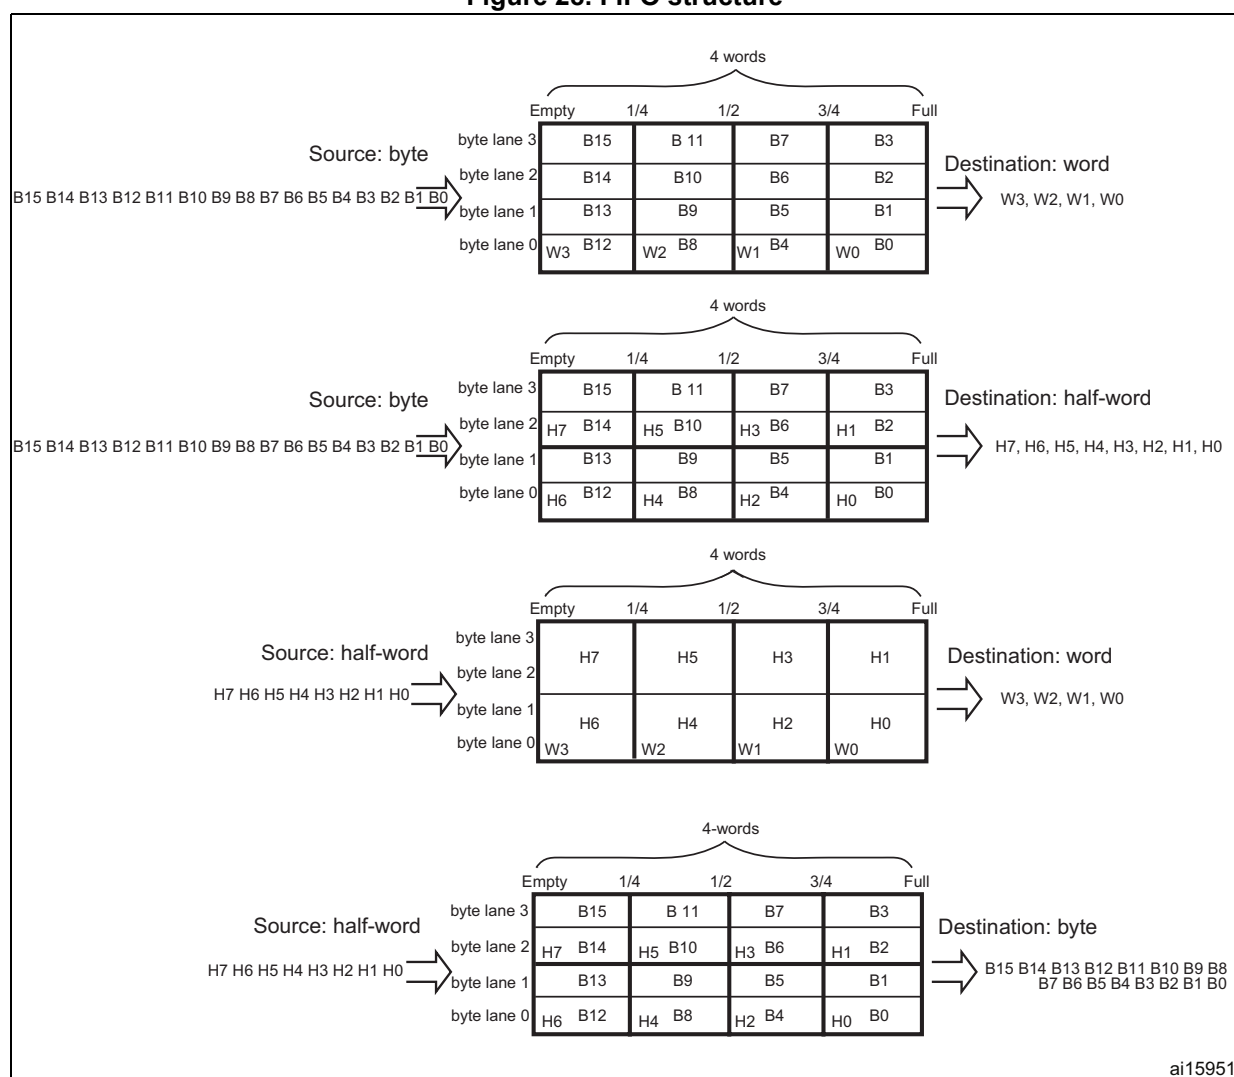 Figure 28. FIFO structure
4 words
Empty 1/4 1/2 3/4 Full
byte lane 3 B15 B 11 B7 B3
Source: byte
Destination: word
byte lane 2 B14 B10 B6 B2
B15 B14 B13 B12 B11 B10 B9 B8 B7 B6 B5 B4 B3 B2 B1 B0
W3, W2, W1, W0
byte lane 1 B13 B9 B5 B1
byte lane 0 W3 B12 W2 B8 W1 B4 W0 B0
4 words
Empty 1/4 1/2 3/4 Full
byte lane 3 B15 B 11 B7 B3
Source: byte
Destination: half-word
byte lane 2 H7 B14 H5 B10 H3 B6 H1 B2
B15 B14 B13 B12 B11 B10 B9 B8 B7 B6 B5 B4 B3 B2 B1 B0
H7, H6, H5, H4, H3, H2, H1, H0
byte lane 1 B13 B9 B5 B1
byte lane 0 H6 B12 H4 B8 H2 B4 H0 B0
4 words
Empty 1/4 1/2 3/4 Full
byte lane 3
Source: half-word
H7 H5 H3 H1
Destination: word
byte lane 2
H7 H6 H5 H4 H3 H2 H1 H0
W3, W2, W1, W0
byte lane 1
H6 H4 H2 H0
byte lane 0 W3 W2 W1 W0
4-words
Empty 1/4 1/2 3/4 Full
byte lane 3 B15 B 11 B7 B3
Source: half-word
Destination: byte
byte lane 2 H7 B14 H5 B10 H3 B6 H1 B2
H7 H6 H5 H4 H3 H2 H1 H0
B15 B14 B13 B12 B11 B10 B9 B8
B7 B6 B5 B4 B3 B2 B1 B0
byte lane 1 B13 B9 B5 B1
byte lane 0 H6 B12 H4 B8 H2 B4 H0 B0
ai15951